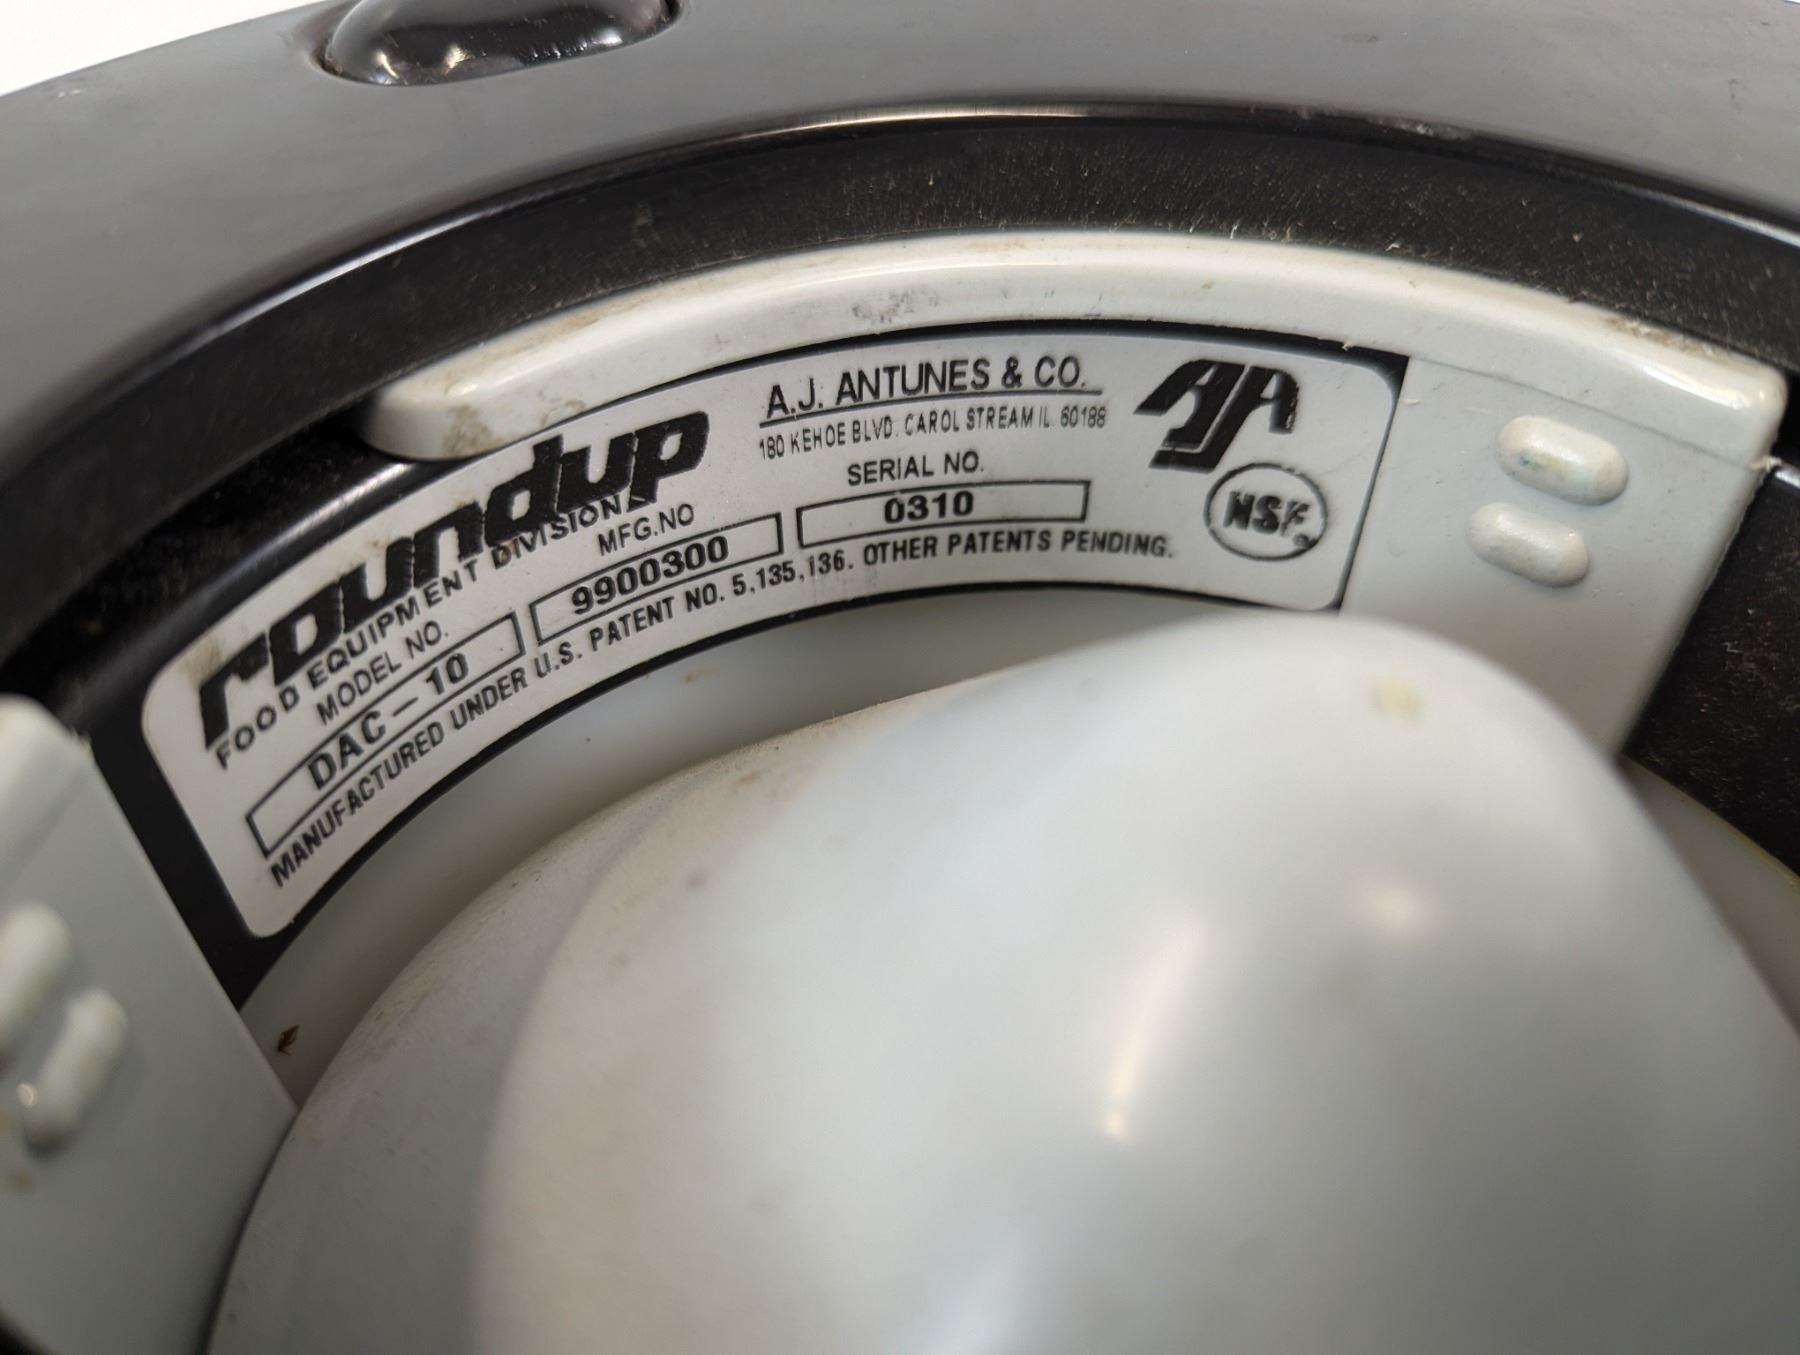 roundup
FOOD EQUIPMENT DIVISION
A.J. ANTUNES & CO.
180 KEHOE BLVD. CAROL STREAM IL. 60188
AJA
NSF®
MODEL NO.
DAC-10
MFG.NO
9900300
SERIAL NO.
0310
MANUFACTURED UNDER U.S. PATENT NO. 5,135,136. OTHER PATENTS PENDING.